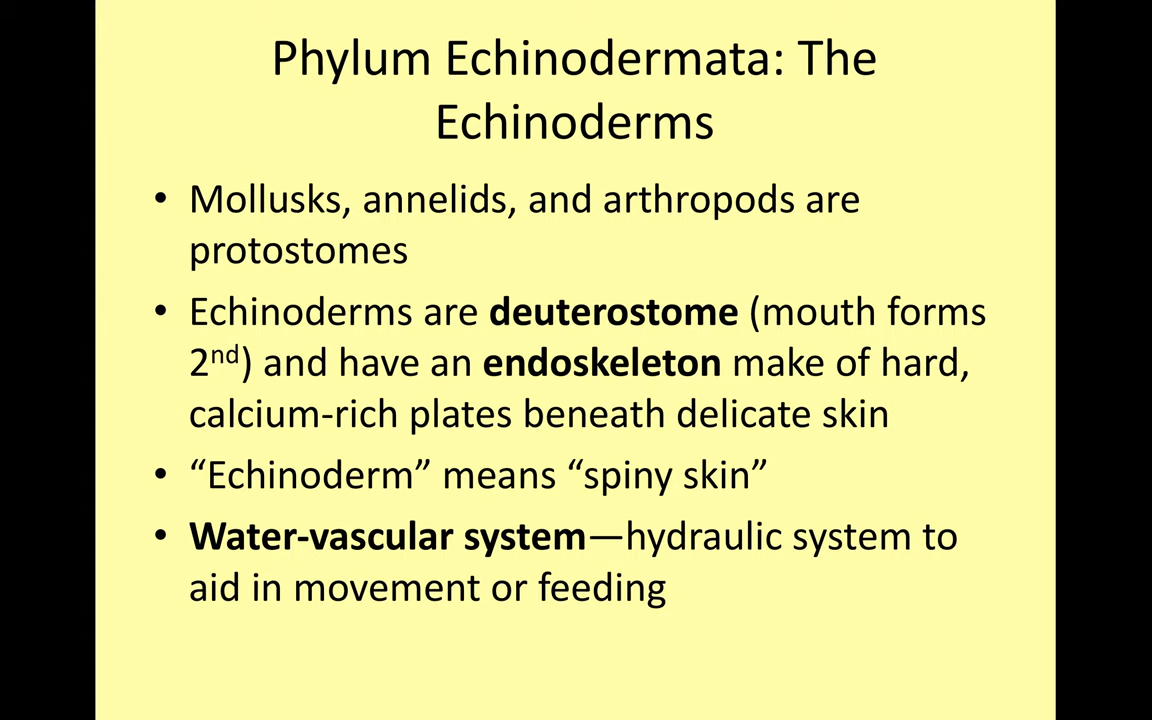 Phylum Echinodermata: The
Echinoderms
• Mollusks, annelids, and arthropods are
protostomes
• Echinoderms are deuterostome (mouth forms
2nd) and have an endoskeleton make of hard,
calcium-rich plates beneath delicate skin
• “Echinoderm” means “spiny skin”
• Water-vascular system—hydraulic system to
aid in movement or feeding